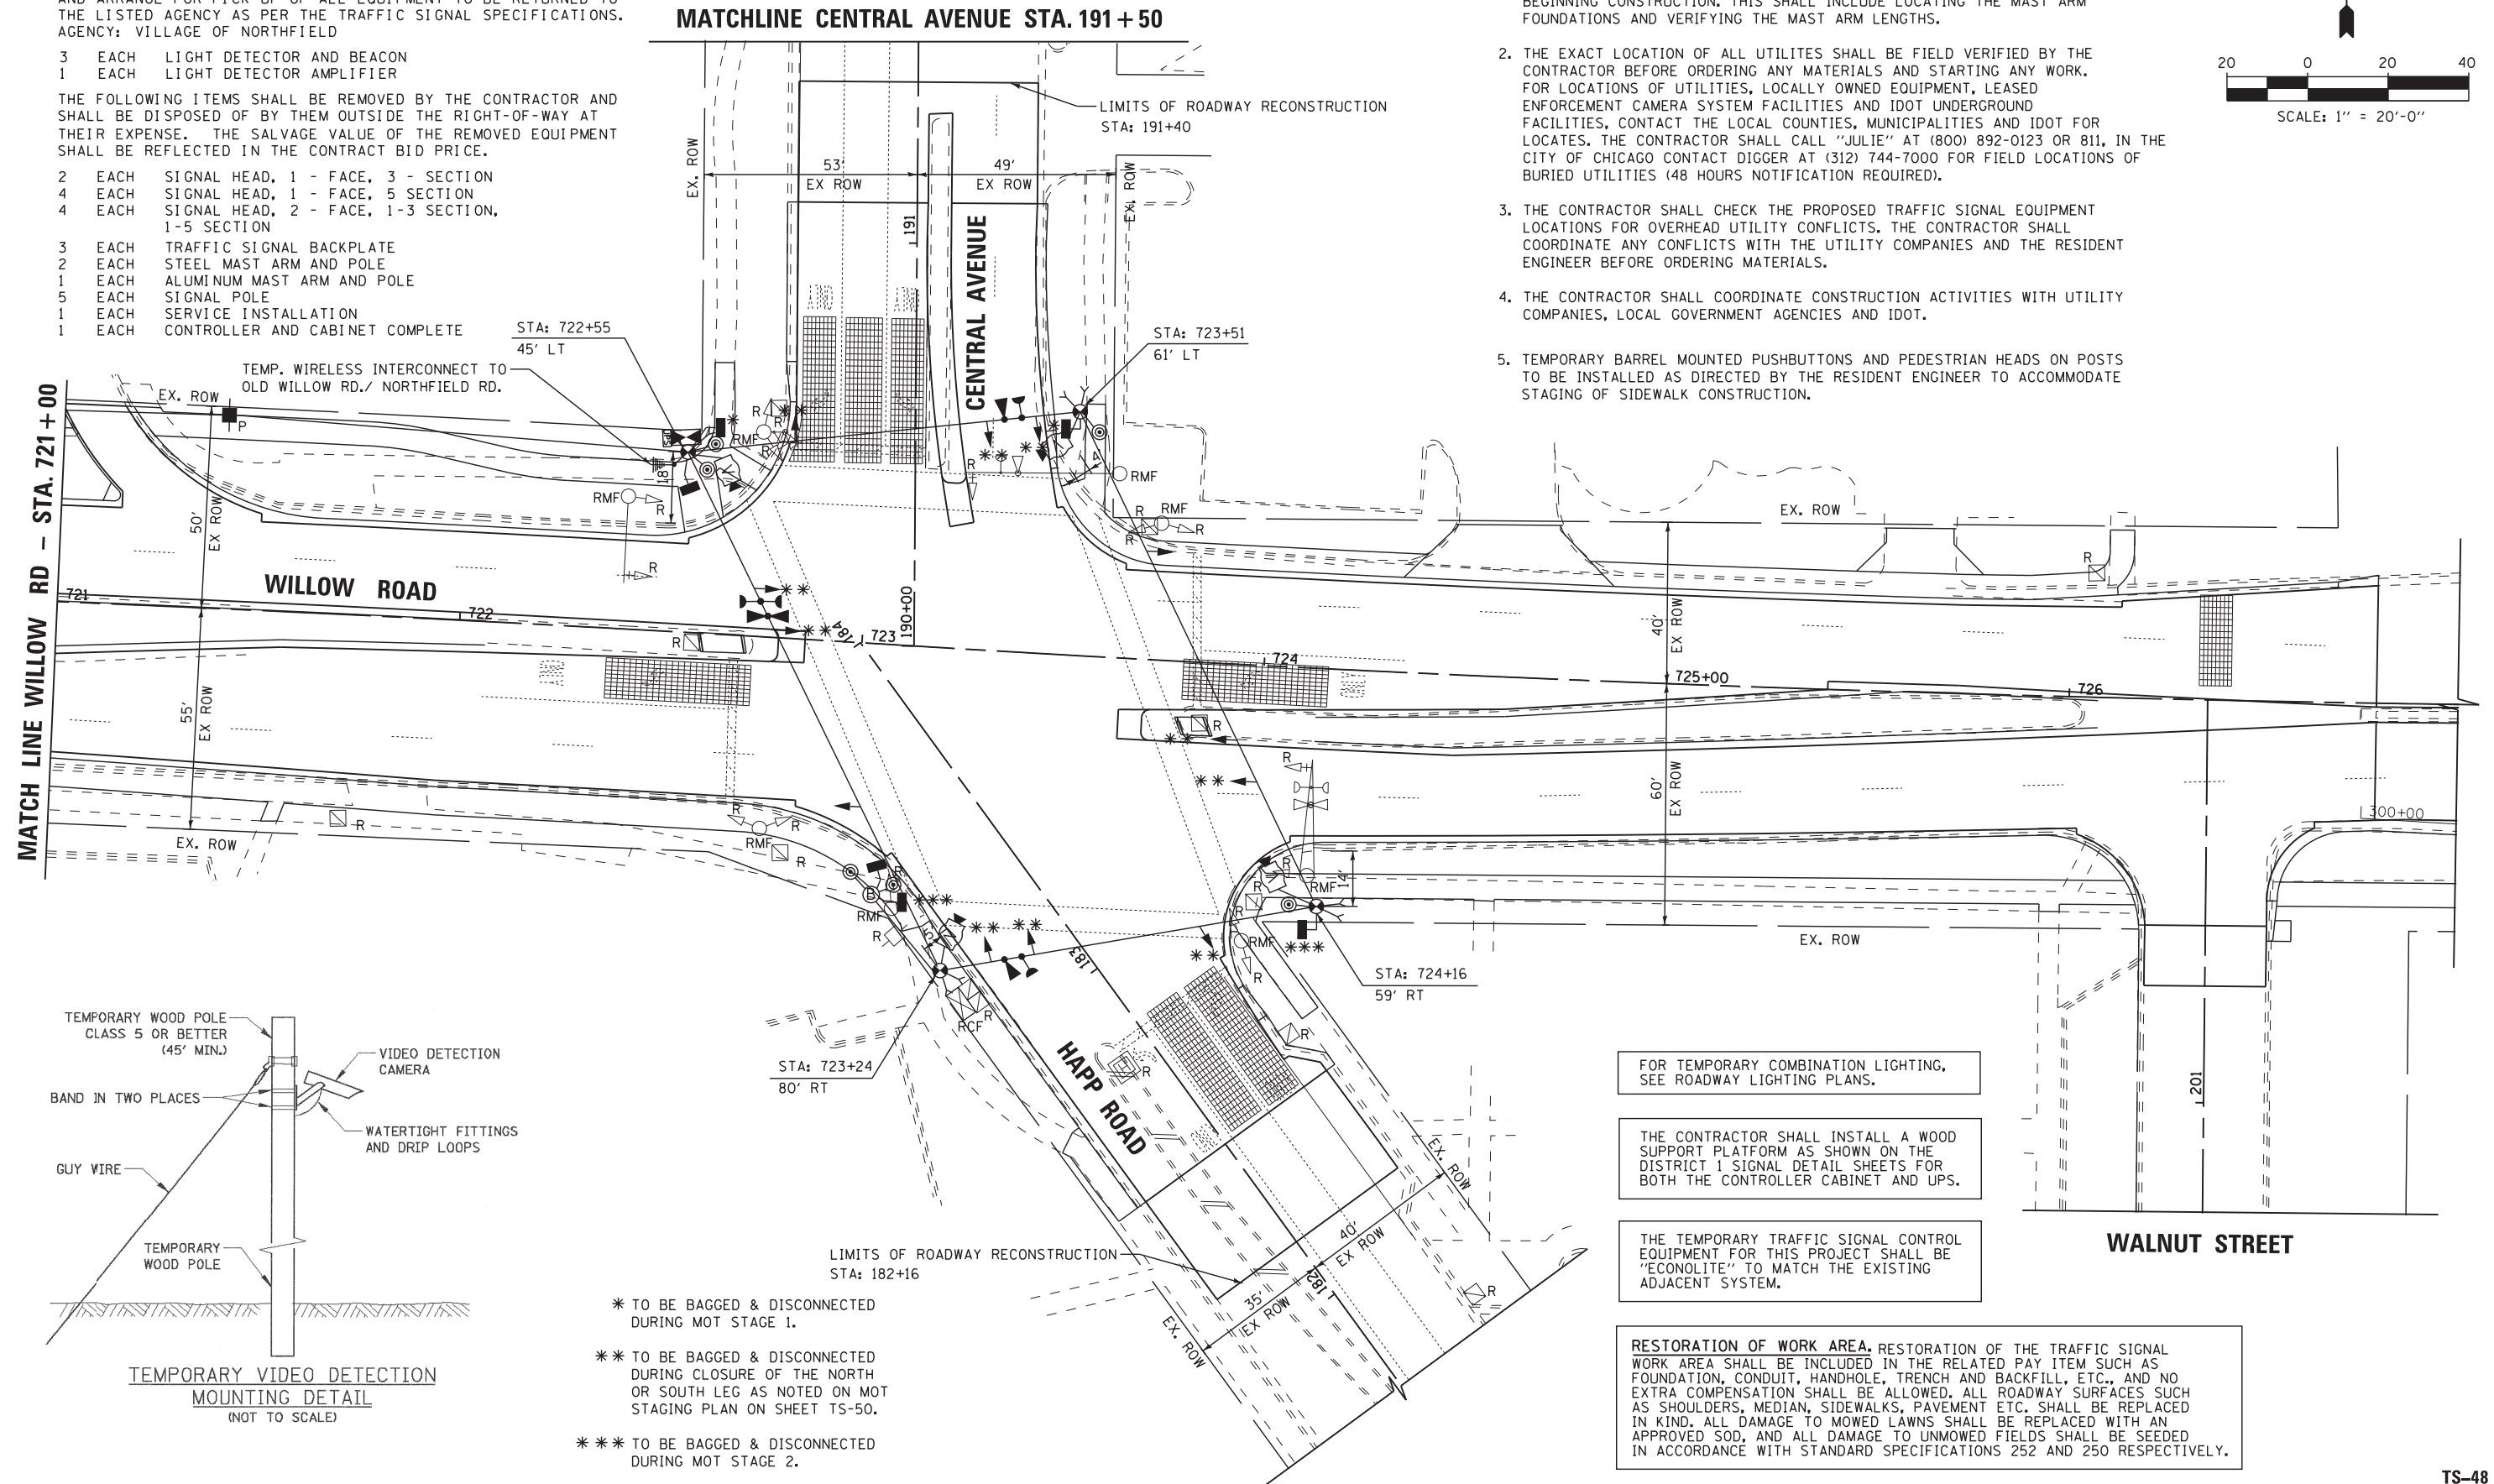 AND ARRANGE FOR PICK-UP OF ALL EQUIPMENT TO BE RETURNED TO
THE LISTED AGENCY AS PER THE TRAFFIC SIGNAL SPECIFICATIONS.
AGENCY: VILLAGE OF NORTHFIELD
3 EACH LIGHT DETECTOR AND BEACON
1 EACH LIGHT DETECTOR AMPLIFIER
THE FOLLOWING ITEMS SHALL BE REMOVED BY THE CONTRACTOR AND
SHALL BE DISPOSED OF BY THEM OUTSIDE THE RIGHT-OF-WAY AT
THEIR EXPENSE. THE SALVAGE VALUE OF THE REMOVED EQUIPMENT
SHALL BE REFLECTED IN THE CONTRACT BID PRICE.
2 EACH SIGNAL HEAD, 1 - FACE, 3 - SECTION
4 EACH SIGNAL HEAD, 1 - FACE, 5 SECTION
4 EACH SIGNAL HEAD, 2 - FACE, 1-3 SECTION,
1-5 SECTION
3 EACH TRAFFIC SIGNAL BACKPLATE
2 EACH STEEL MAST ARM AND POLE
1 EACH ALUMINUM MAST ARM AND POLE
5 EACH SIGNAL POLE
1 EACH SERVICE INSTALLATION
1 EACH CONTROLLER AND CABINET COMPLETE
MATCHLINE CENTRAL AVENUE STA. 191+50
BEGINNING CONSTRUCTION. THIS SHALL INCLUDE LOCATING THE MAST ARM
FOUNDATIONS AND VERIFYING THE MAST ARM LENGTHS.
2. THE EXACT LOCATION OF ALL UTILITES SHALL BE FIELD VERIFIED BY THE
CONTRACTOR BEFORE ORDERING ANY MATERIALS AND STARTING ANY WORK.
FOR LOCATIONS OF UTILITIES, LOCALLY OWNED EQUIPMENT, LEASED
ENFORCEMENT CAMERA SYSTEM FACILITIES AND IDOT UNDERGROUND
FACILITIES, CONTACT THE LOCAL COUNTIES, MUNICIPALITIES AND IDOT FOR
LOCATES. THE CONTRACTOR SHALL CALL "JULIE" AT (800) 892-0123 OR 811, IN THE
CITY OF CHICAGO CONTACT DIGGER AT (312) 744-7000 FOR FIELD LOCATIONS OF
BURIED UTILITIES (48 HOURS NOTIFICATION REQUIRED).
3. THE CONTRACTOR SHALL CHECK THE PROPOSED TRAFFIC SIGNAL EQUIPMENT
LOCATIONS FOR OVERHEAD UTILITY CONFLICTS. THE CONTRACTOR SHALL
COORDINATE ANY CONFLICTS WITH THE UTILITY COMPANIES AND THE RESIDENT
ENGINEER BEFORE ORDERING MATERIALS.
4. THE CONTRACTOR SHALL COORDINATE CONSTRUCTION ACTIVITIES WITH UTILITY
COMPANIES, LOCAL GOVERNMENT AGENCIES AND IDOT.
5. TEMPORARY BARREL MOUNTED PUSHBUTTONS AND PEDESTRIAN HEADS ON POSTS
TO BE INSTALLED AS DIRECTED BY THE RESIDENT ENGINEER TO ACCOMMODATE
STAGING OF SIDEWALK CONSTRUCTION.
20 0 20 40
SCALE: 1" = 20'-0"
LIMITS OF ROADWAY RECONSTRUCTION
STA: 191+40
EX. ROW
53'
EX ROW
49'
EX ROW
EX. ROW
191
CENTRAL AVENUE
STA: 722+55
45' LT
STA: 723+51
61' LT
TEMP. WIRELESS INTERCONNECT TO
OLD WILLOW RD./ NORTHFIELD RD.
MATCH LINE WILLOW RD - STA. 721+00
EX. ROW
P
R
R
RMF
UPS
18'
R
RMF
R
R
R
4'
RMF
R
RMF
R
R
50'
EX ROW
WILLOW ROAD
721
722
723
184
190+00
724
725+00
726
EX. ROW
R
40'
EX ROW
R
R
55'
EX ROW
60'
EX ROW
R
EX. ROW
R
R
R
RMF
R
R
B
RMF
R
5'
R
RCF
R
R
R
RMF
14'
RMF
R
183
STA: 724+16
59' RT
EX. ROW
300+00
R
R
STA: 723+24
80' RT
HAPP ROAD
TEMPORARY WOOD POLE
CLASS 5 OR BETTER
(45' MIN.)
VIDEO DETECTION
CAMERA
BAND IN TWO PLACES
WATERTIGHT FITTINGS
AND DRIP LOOPS
GUY WIRE
TEMPORARY
WOOD POLE
TEMPORARY VIDEO DETECTION
MOUNTING DETAIL
(NOT TO SCALE)
LIMITS OF ROADWAY RECONSTRUCTION
STA: 182+16
* TO BE BAGGED & DISCONNECTED
DURING MOT STAGE 1.
** TO BE BAGGED & DISCONNECTED
DURING CLOSURE OF THE NORTH
OR SOUTH LEG AS NOTED ON MOT
STAGING PLAN ON SHEET TS-50.
*** TO BE BAGGED & DISCONNECTED
DURING MOT STAGE 2.
EX. ROW
35'
EX ROW
182
40'
EX ROW
EX. ROW
R
201
WALNUT STREET
FOR TEMPORARY COMBINATION LIGHTING,
SEE ROADWAY LIGHTING PLANS.
THE CONTRACTOR SHALL INSTALL A WOOD
SUPPORT PLATFORM AS SHOWN ON THE
DISTRICT 1 SIGNAL DETAIL SHEETS FOR
BOTH THE CONTROLLER CABINET AND UPS.
THE TEMPORARY TRAFFIC SIGNAL CONTROL
EQUIPMENT FOR THIS PROJECT SHALL BE
"ECONOLITE" TO MATCH THE EXISTING
ADJACENT SYSTEM.
RESTORATION OF WORK AREA. RESTORATION OF THE TRAFFIC SIGNAL
WORK AREA SHALL BE INCLUDED IN THE RELATED PAY ITEM SUCH AS
FOUNDATION, CONDUIT, HANDHOLE, TRENCH AND BACKFILL, ETC., AND NO
EXTRA COMPENSATION SHALL BE ALLOWED. ALL ROADWAY SURFACES SUCH
AS SHOULDERS, MEDIAN, SIDEWALKS, PAVEMENT ETC. SHALL BE REPLACED
IN KIND. ALL DAMAGE TO MOWED LAWNS SHALL BE REPLACED WITH AN
APPROVED SOD, AND ALL DAMAGE TO UNMOWED FIELDS SHALL BE SEEDED
IN ACCORDANCE WITH STANDARD SPECIFICATIONS 252 AND 250 RESPECTIVELY.
TS-48